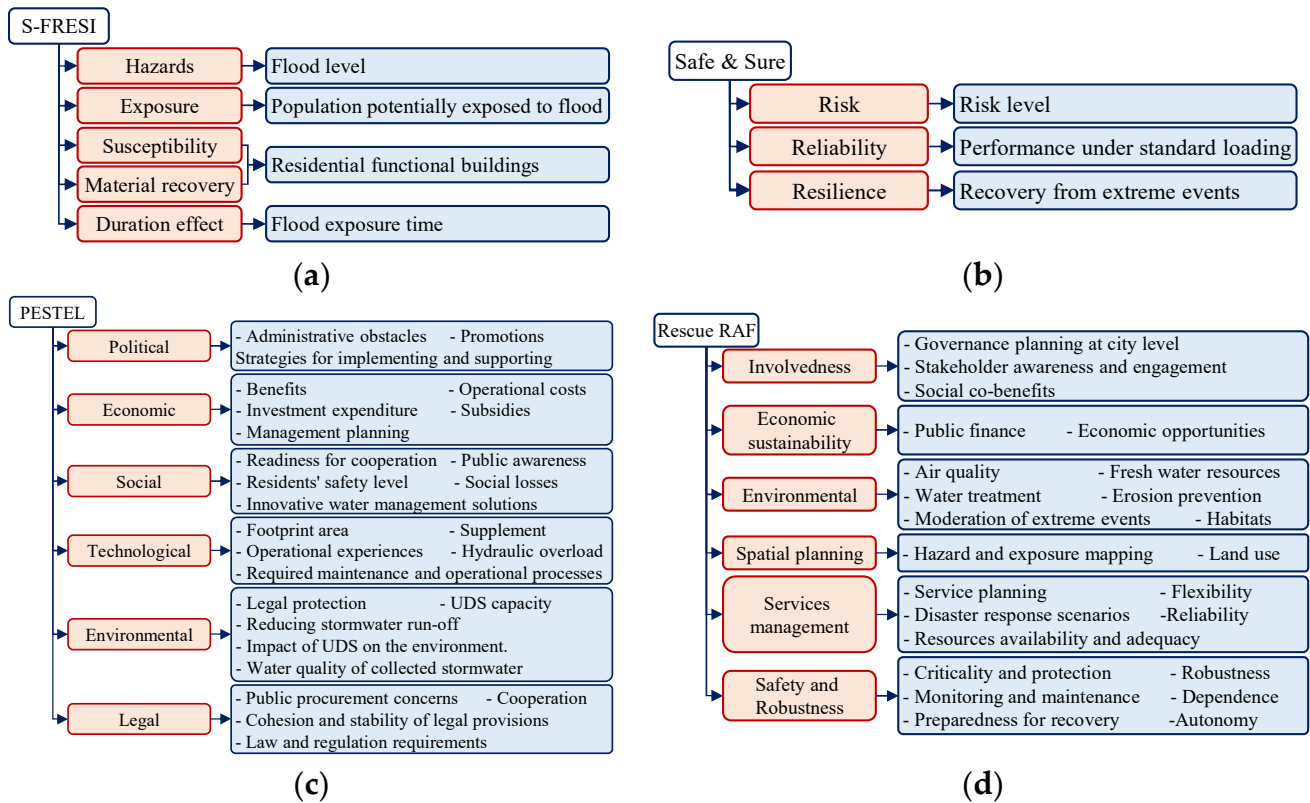 S-FRESI
Hazards
Flood level
Exposure
Population potentially exposed to flood
Susceptibility
Material recovery
Residential functional buildings
Duration effect
Flood exposure time
(a)
Safe & Sure
Risk
Risk level
Reliability
Performance under standard loading
Resilience
Recovery from extreme events
(b)
PESTEL
Political
- Administrative obstacles - Promotions
Strategies for implementing and supporting
Economic
- Benefits - Operational costs
- Investment expenditure - Subsidies
- Management planning
Social
- Readiness for cooperation - Public awareness
- Residents' safety level - Social losses
- Innovative water management solutions
Technological
- Footprint area - Supplement
- Operational experiences - Hydraulic overload
- Required maintenance and operational processes
Environmental
- Legal protection - UDS capacity
- Reducing stormwater run-off
- Impact of UDS on the environment.
- Water quality of collected stormwater
Legal
- Public procurement concerns - Cooperation
- Cohesion and stability of legal provisions
- Law and regulation requirements
(c)
Rescue RAF
Involvedness
- Governance planning at city level
- Stakeholder awareness and engagement
- Social co-benefits
Economic
sustainability
- Public finance - Economic opportunities
Environmental
- Air quality - Fresh water resources
- Water treatment - Erosion prevention
- Moderation of extreme events - Habitats
Spatial planning
- Hazard and exposure mapping - Land use
Services
management
- Service planning - Flexibility
- Disaster response scenarios - Reliability
- Resources availability and adequacy
Safety and
Robustness
- Criticality and protection - Robustness
- Monitoring and maintenance - Dependence
- Preparedness for recovery -Autonomy
(d)